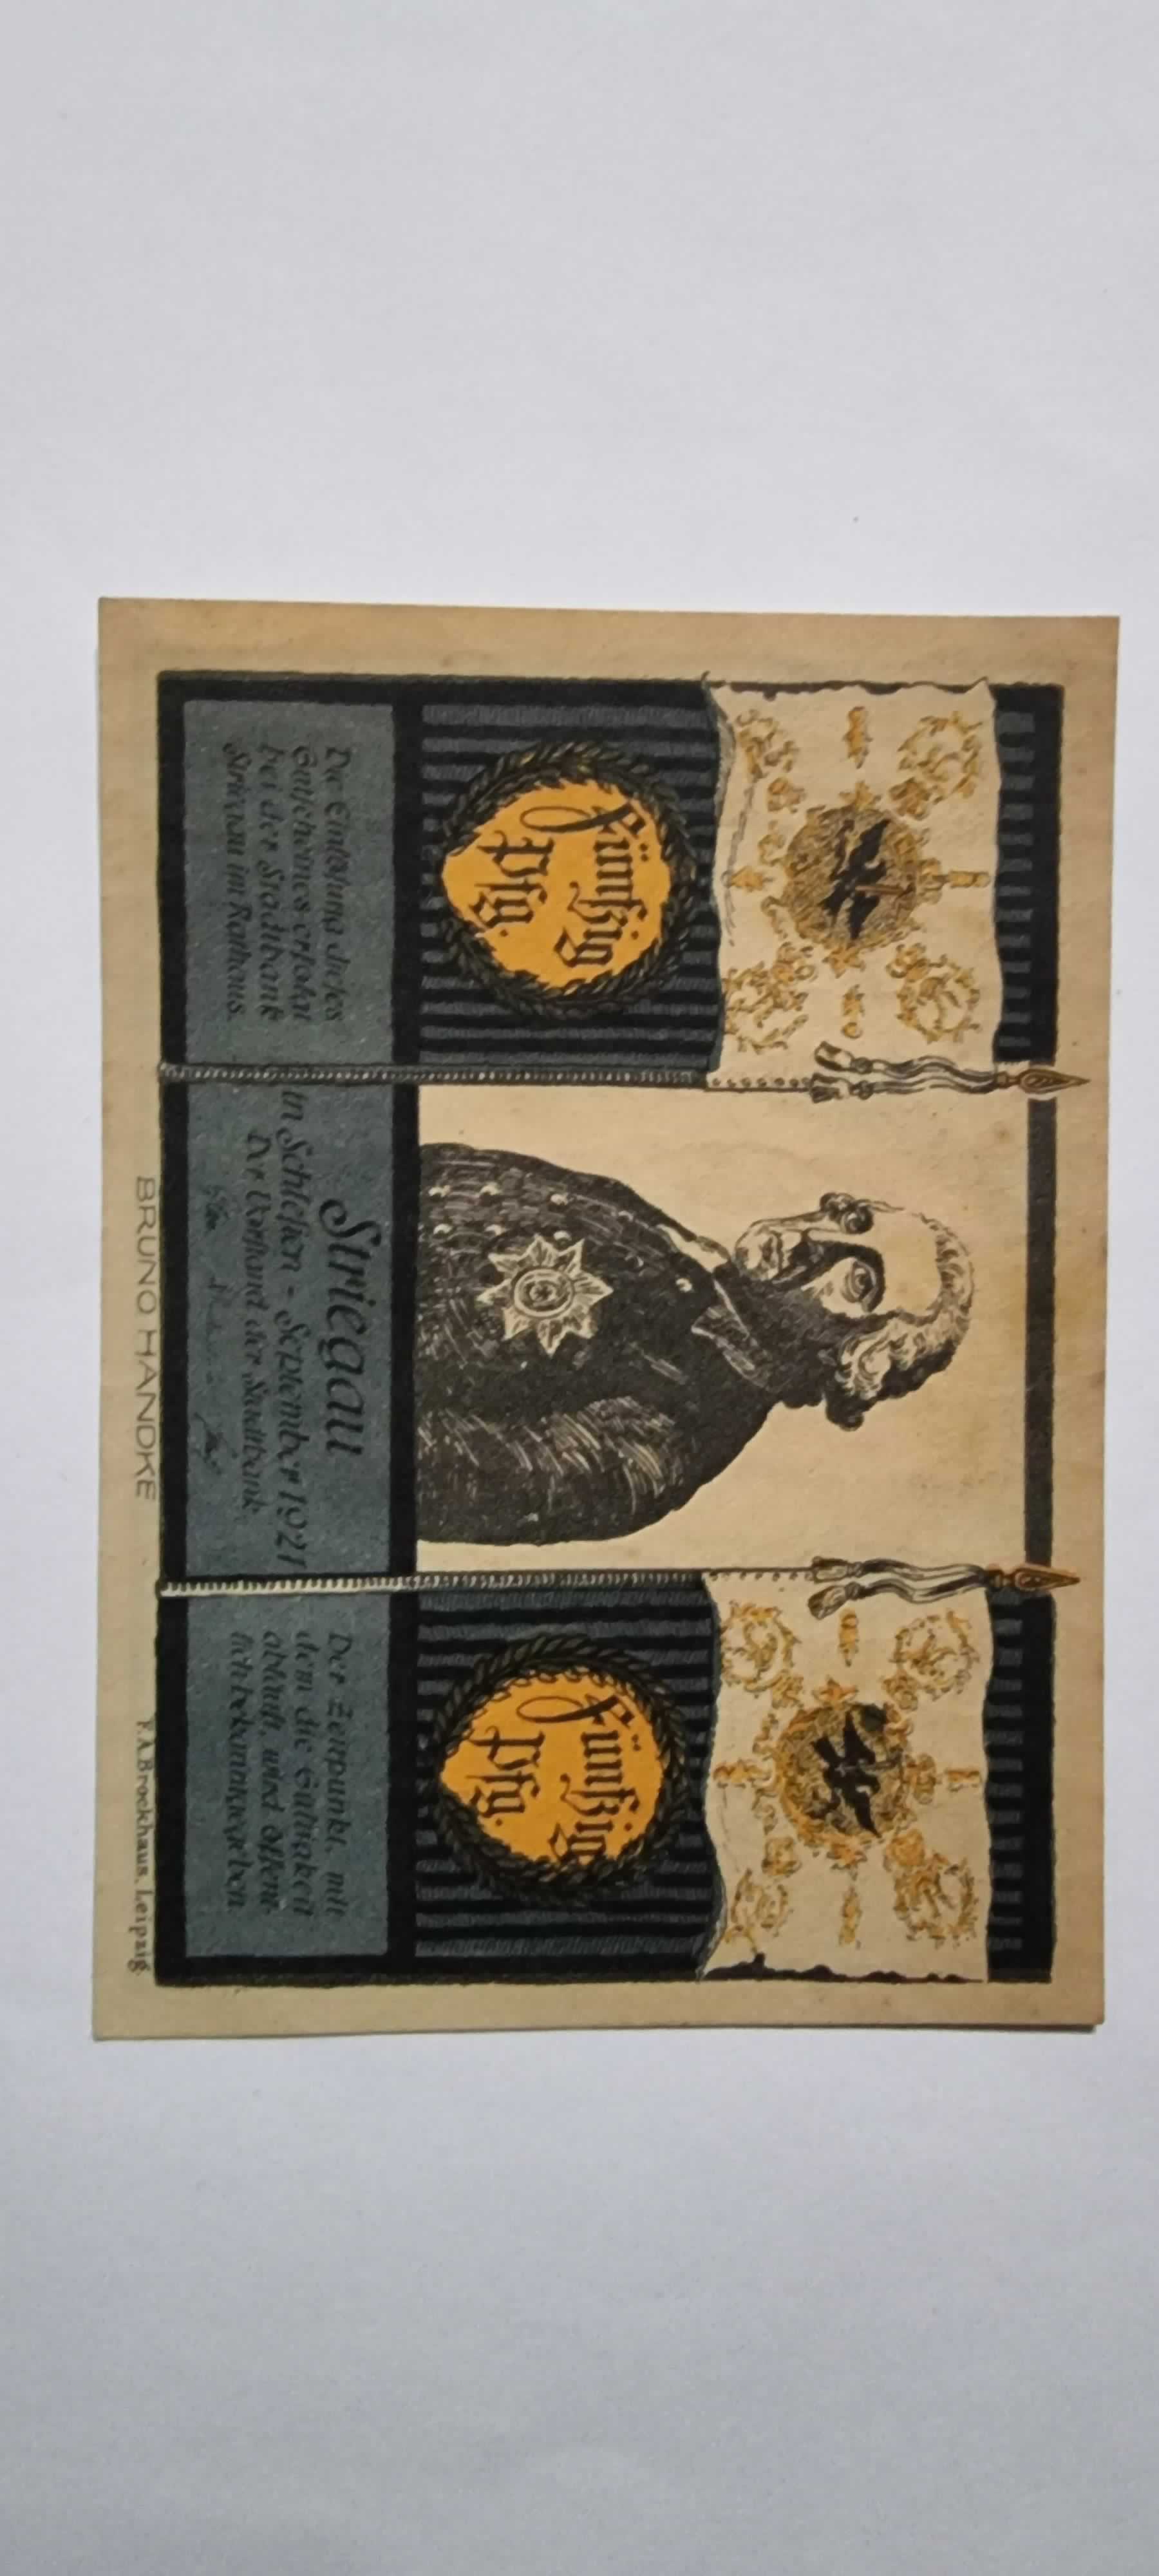 fünfzig
Pfg.
fünfzig
Pfg.
Die Einlösung dieses
Gutscheines erfolgt
bei der Stadtbank
Striegau im Rathaus.
Striegau
in Schlesien - September 1921
Der Vorstand der Stadtbank
Der Zeitpunkt, mit
dem die Gültigkeit
abläuft, wird öffent-
lich bekanntgegeben.
BRUNO HANDKE
F.A.Brockhaus, Leipzig.